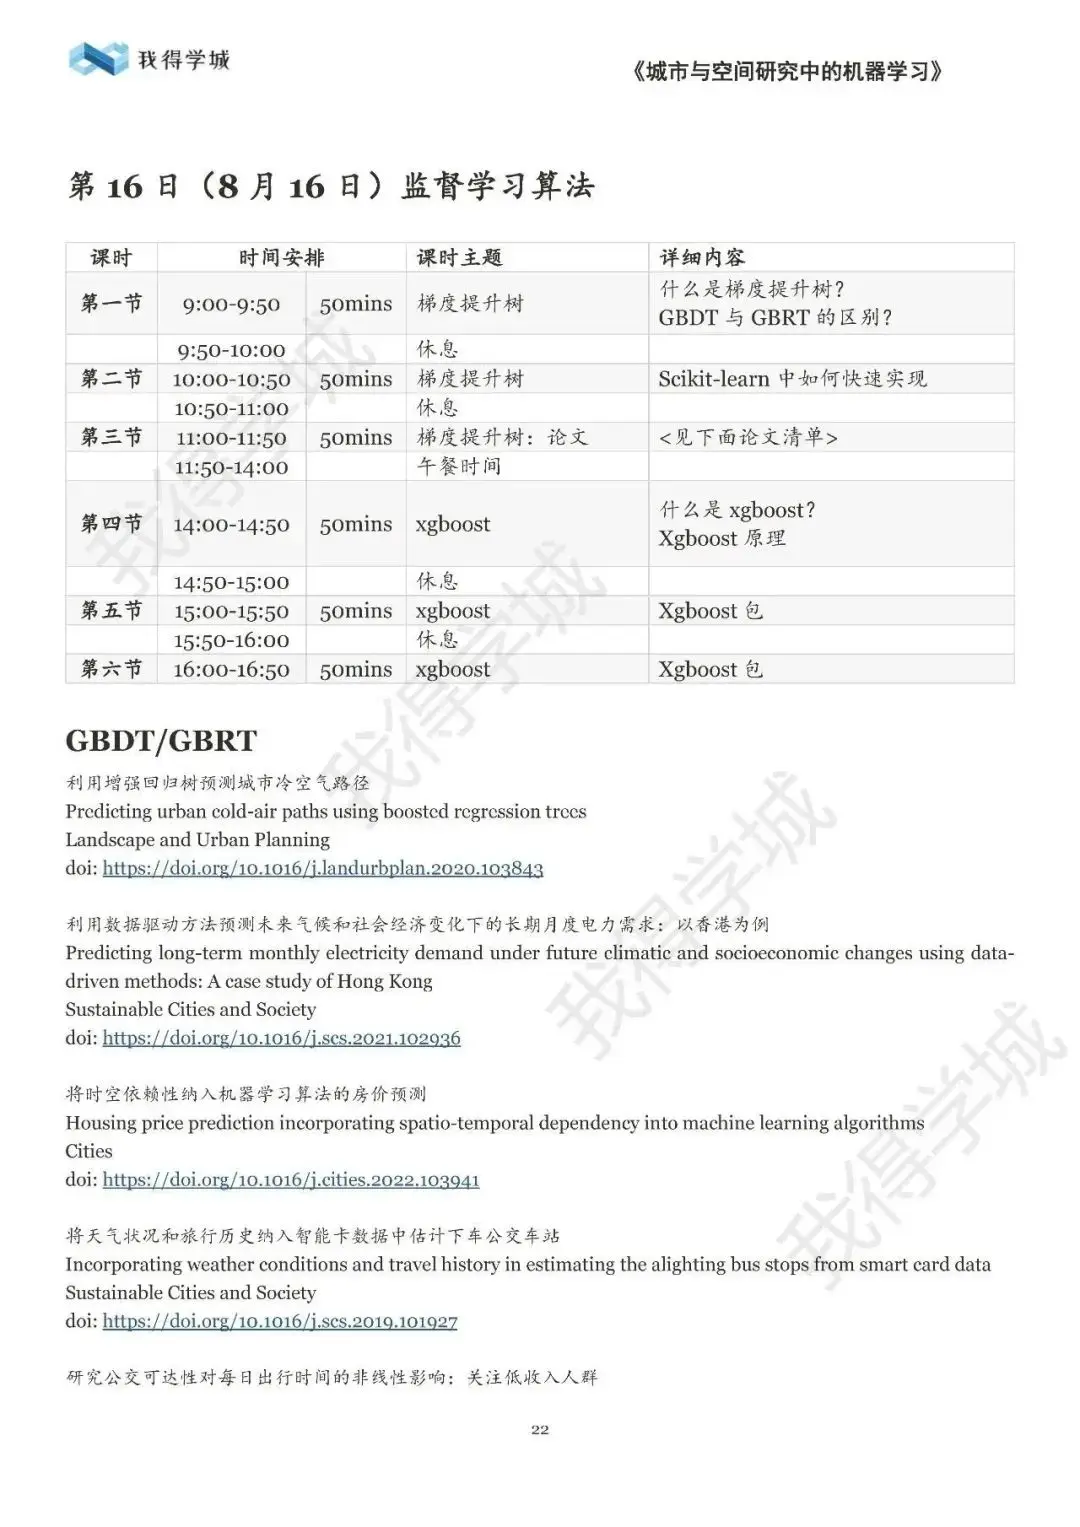 我得学城
《城市与空间研究中的机器学习》
第 16 日（8 月 16 日）监督学习算法
课时 时间安排 课时主题 详细内容
第一节 9:00-9:50 50mins 梯度提升树 什么是梯度提升树？
GBDT 与 GBRT 的区别？
9:50-10:00 休息
第二节 10:00-10:50 50mins 梯度提升树 Scikit-learn 中如何快速实现
10:50-11:00 休息
第三节 11:00-11:50 50mins 梯度提升树：论文 <见下面论文清单>
11:50-14:00 午餐时间
第四节 14:00-14:50 50mins xgboost 什么是 xgboost？
Xgboost 原理
14:50-15:00 休息
第五节 15:00-15:50 50mins xgboost Xgboost 包
15:50-16:00 休息
第六节 16:00-16:50 50mins xgboost Xgboost 包
GBDT/GBRT
利用增强回归树预测城市冷空气路径
Predicting urban cold-air paths using boosted regression trees
Landscape and Urban Planning
doi: https://doi.org/10.1016/j.landurbplan.2020.103843
利用数据驱动方法预测未来气候和社会经济变化下的长期月度电力需求：以香港为例
Predicting long-term monthly electricity demand under future climatic and socioeconomic changes using data-
driven methods: A case study of Hong Kong
Sustainable Cities and Society
doi: https://doi.org/10.1016/j.scs.2021.102936
将时空依赖性纳入机器学习算法的房价预测
Housing price prediction incorporating spatio-temporal dependency into machine learning algorithms
Cities
doi: https://doi.org/10.1016/j.cities.2022.103941
将天气状况和旅行历史纳入智能卡数据中估计下车公交车站
Incorporating weather conditions and travel history in estimating the alighting bus stops from smart card data
Sustainable Cities and Society
doi: https://doi.org/10.1016/j.scs.2019.101927
研究公交可达性对每日出行时间的非线性影响：关注低收入人群
22
我得学城
我得学城
我得学城
我得学城